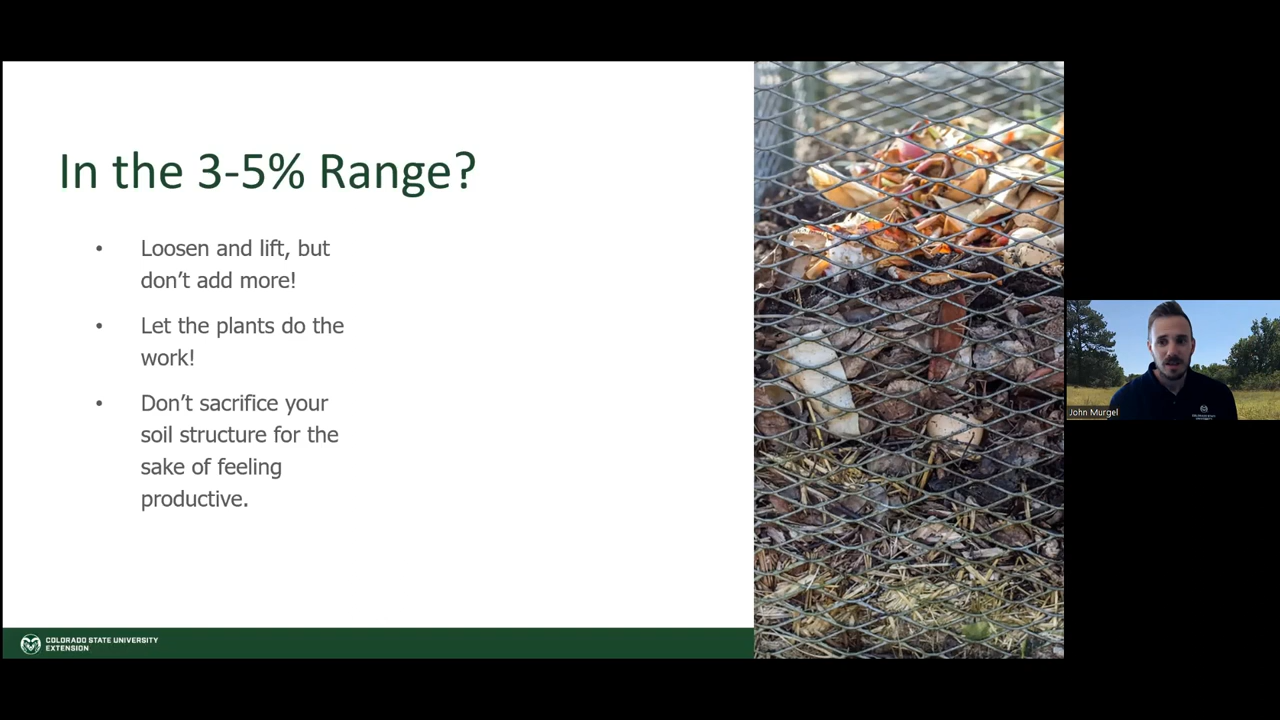 In the 3-5% Range?
• Loosen and lift, but
don’t add more!
• Let the plants do the
work!
• Don’t sacrifice your
soil structure for the
sake of feeling
productive.
COLORADO STATE UNIVERSITY
EXTENSION
John Murgel